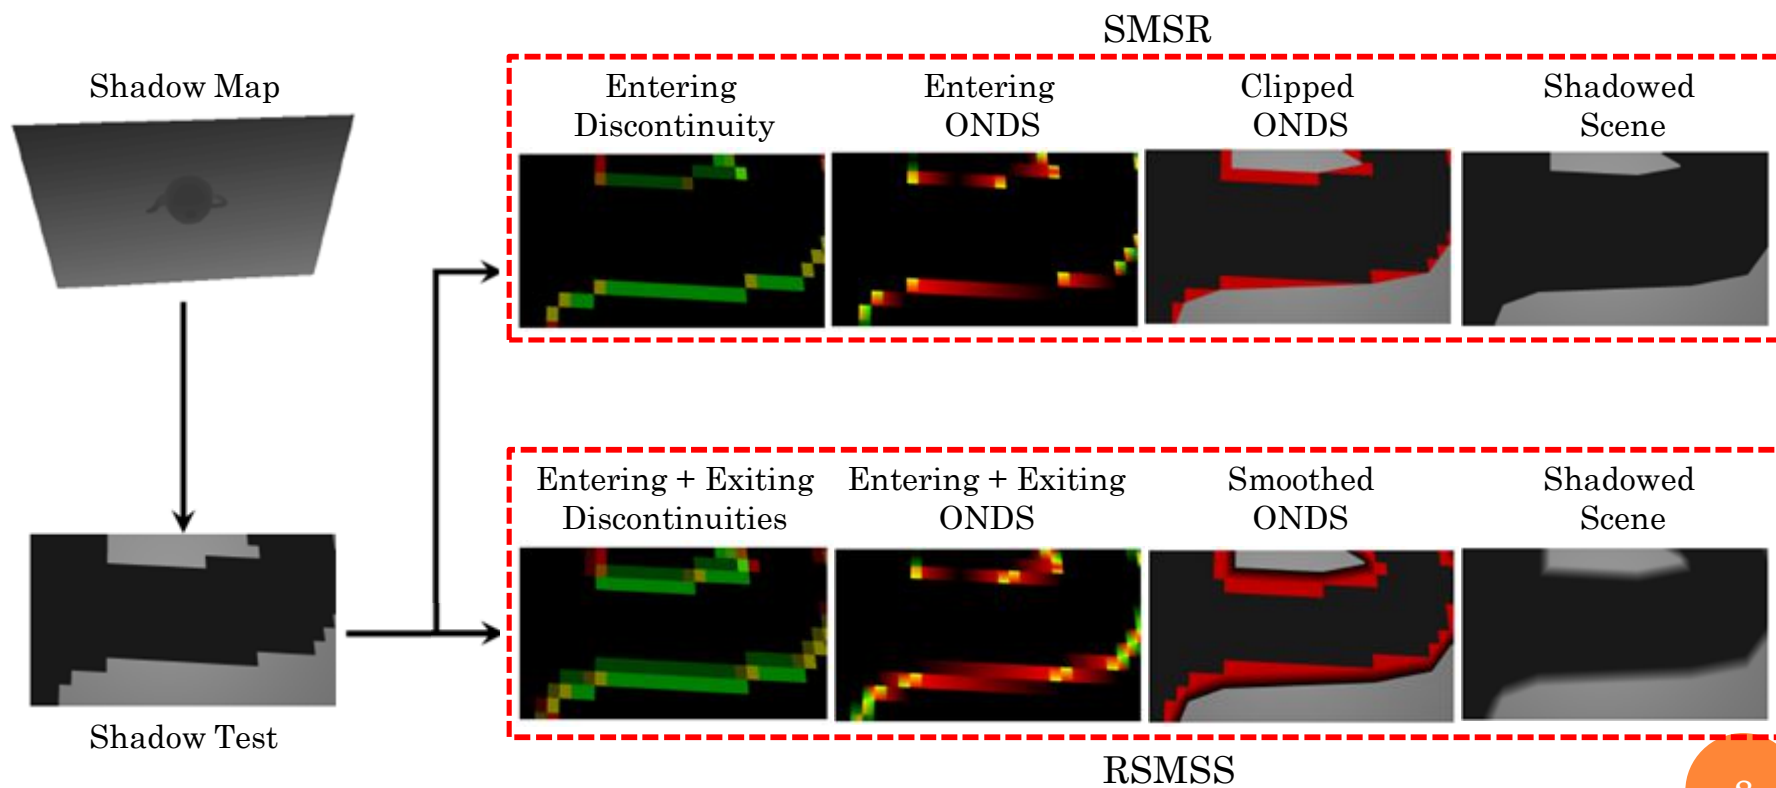 SMSR
Shadow Map
Entering
Discontinuity
Entering
ONDS
Clipped
ONDS
Shadowed
Scene
Entering + Exiting
Discontinuities
Entering + Exiting
ONDS
Smoothed
ONDS
Shadowed
Scene
Shadow Test
RSMSS